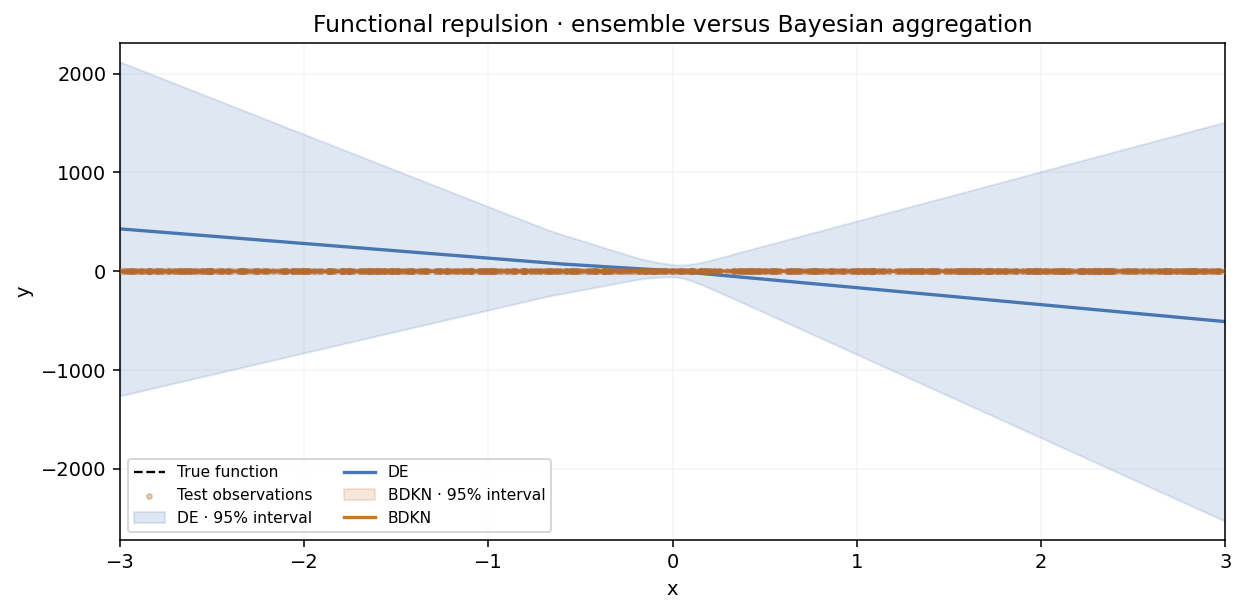 Functional repulsion · ensemble versus Bayesian aggregation
2000
1000
0
−1000
−2000
y
True function
Test observations
DE · 95% interval
DE
BDKN · 95% interval
BDKN
−3 −2 −1 0 1 2 3
x